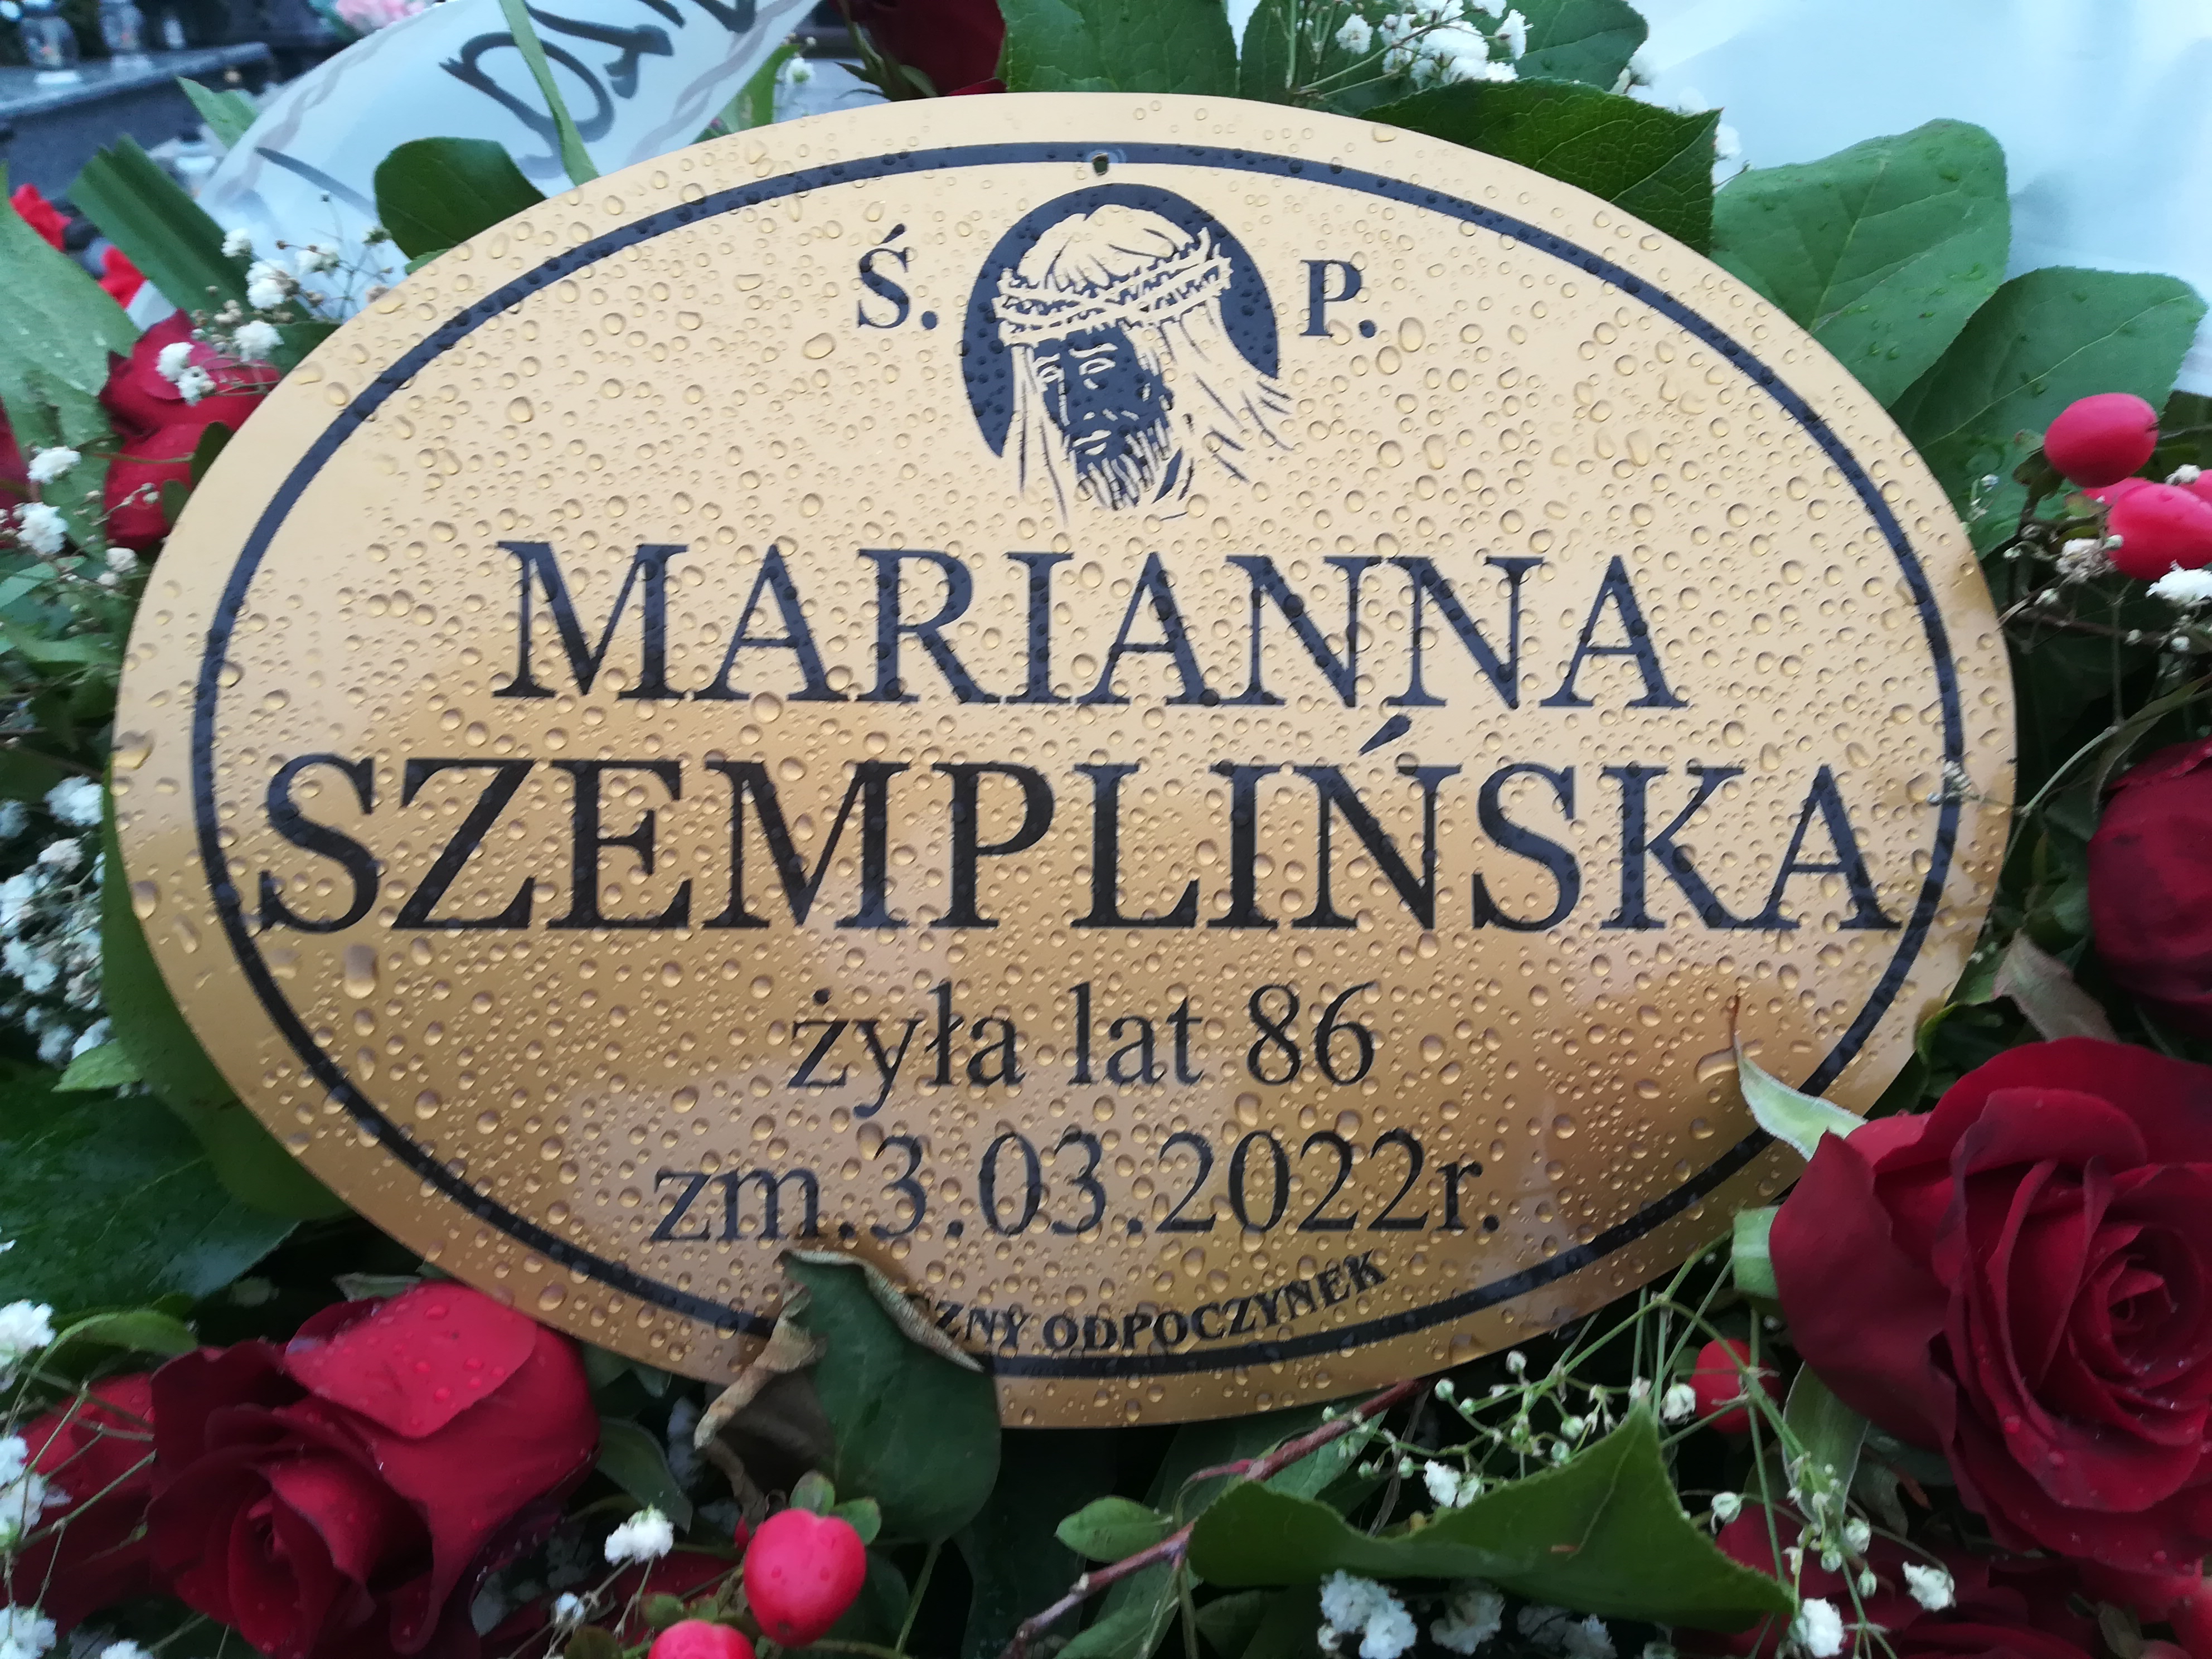 Ś. P.
MARIANNA
SZEMPLIŃSKA
żyła lat 86
zm.3.03.2022r.
ODPOCZYNEK